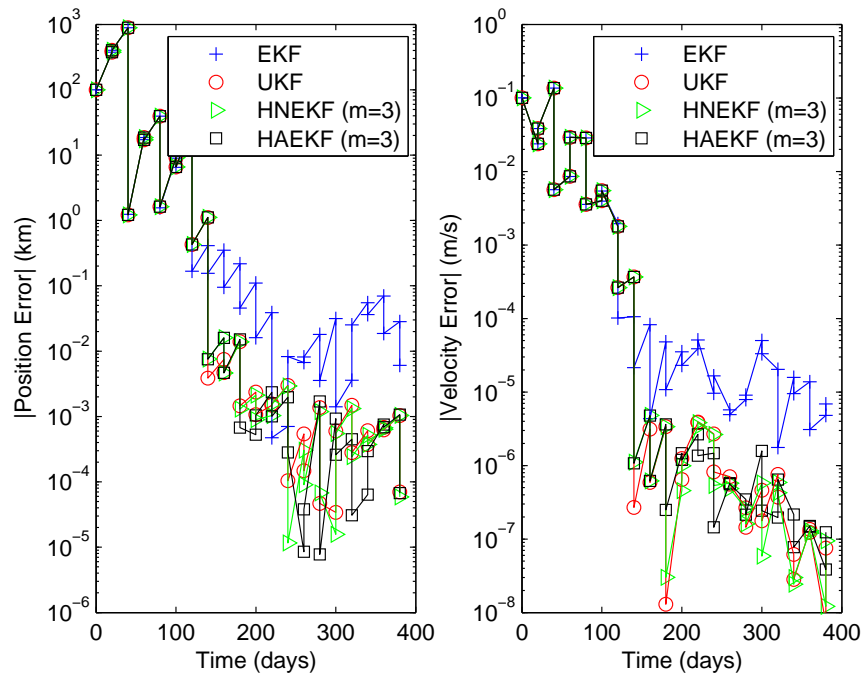 10^3
10^2
10^1
10^0
10^-1
10^-2
10^-3
10^-4
10^-5
10^-6
|Position Error| (km)
0
100
200
300
400
Time (days)
EKF
UKF
HNEKF (m=3)
HAEKF (m=3)
10^0
10^-1
10^-2
10^-3
10^-4
10^-5
10^-6
10^-7
10^-8
|Velocity Error| (m/s)
0
100
200
300
400
Time (days)
EKF
UKF
HNEKF (m=3)
HAEKF (m=3)